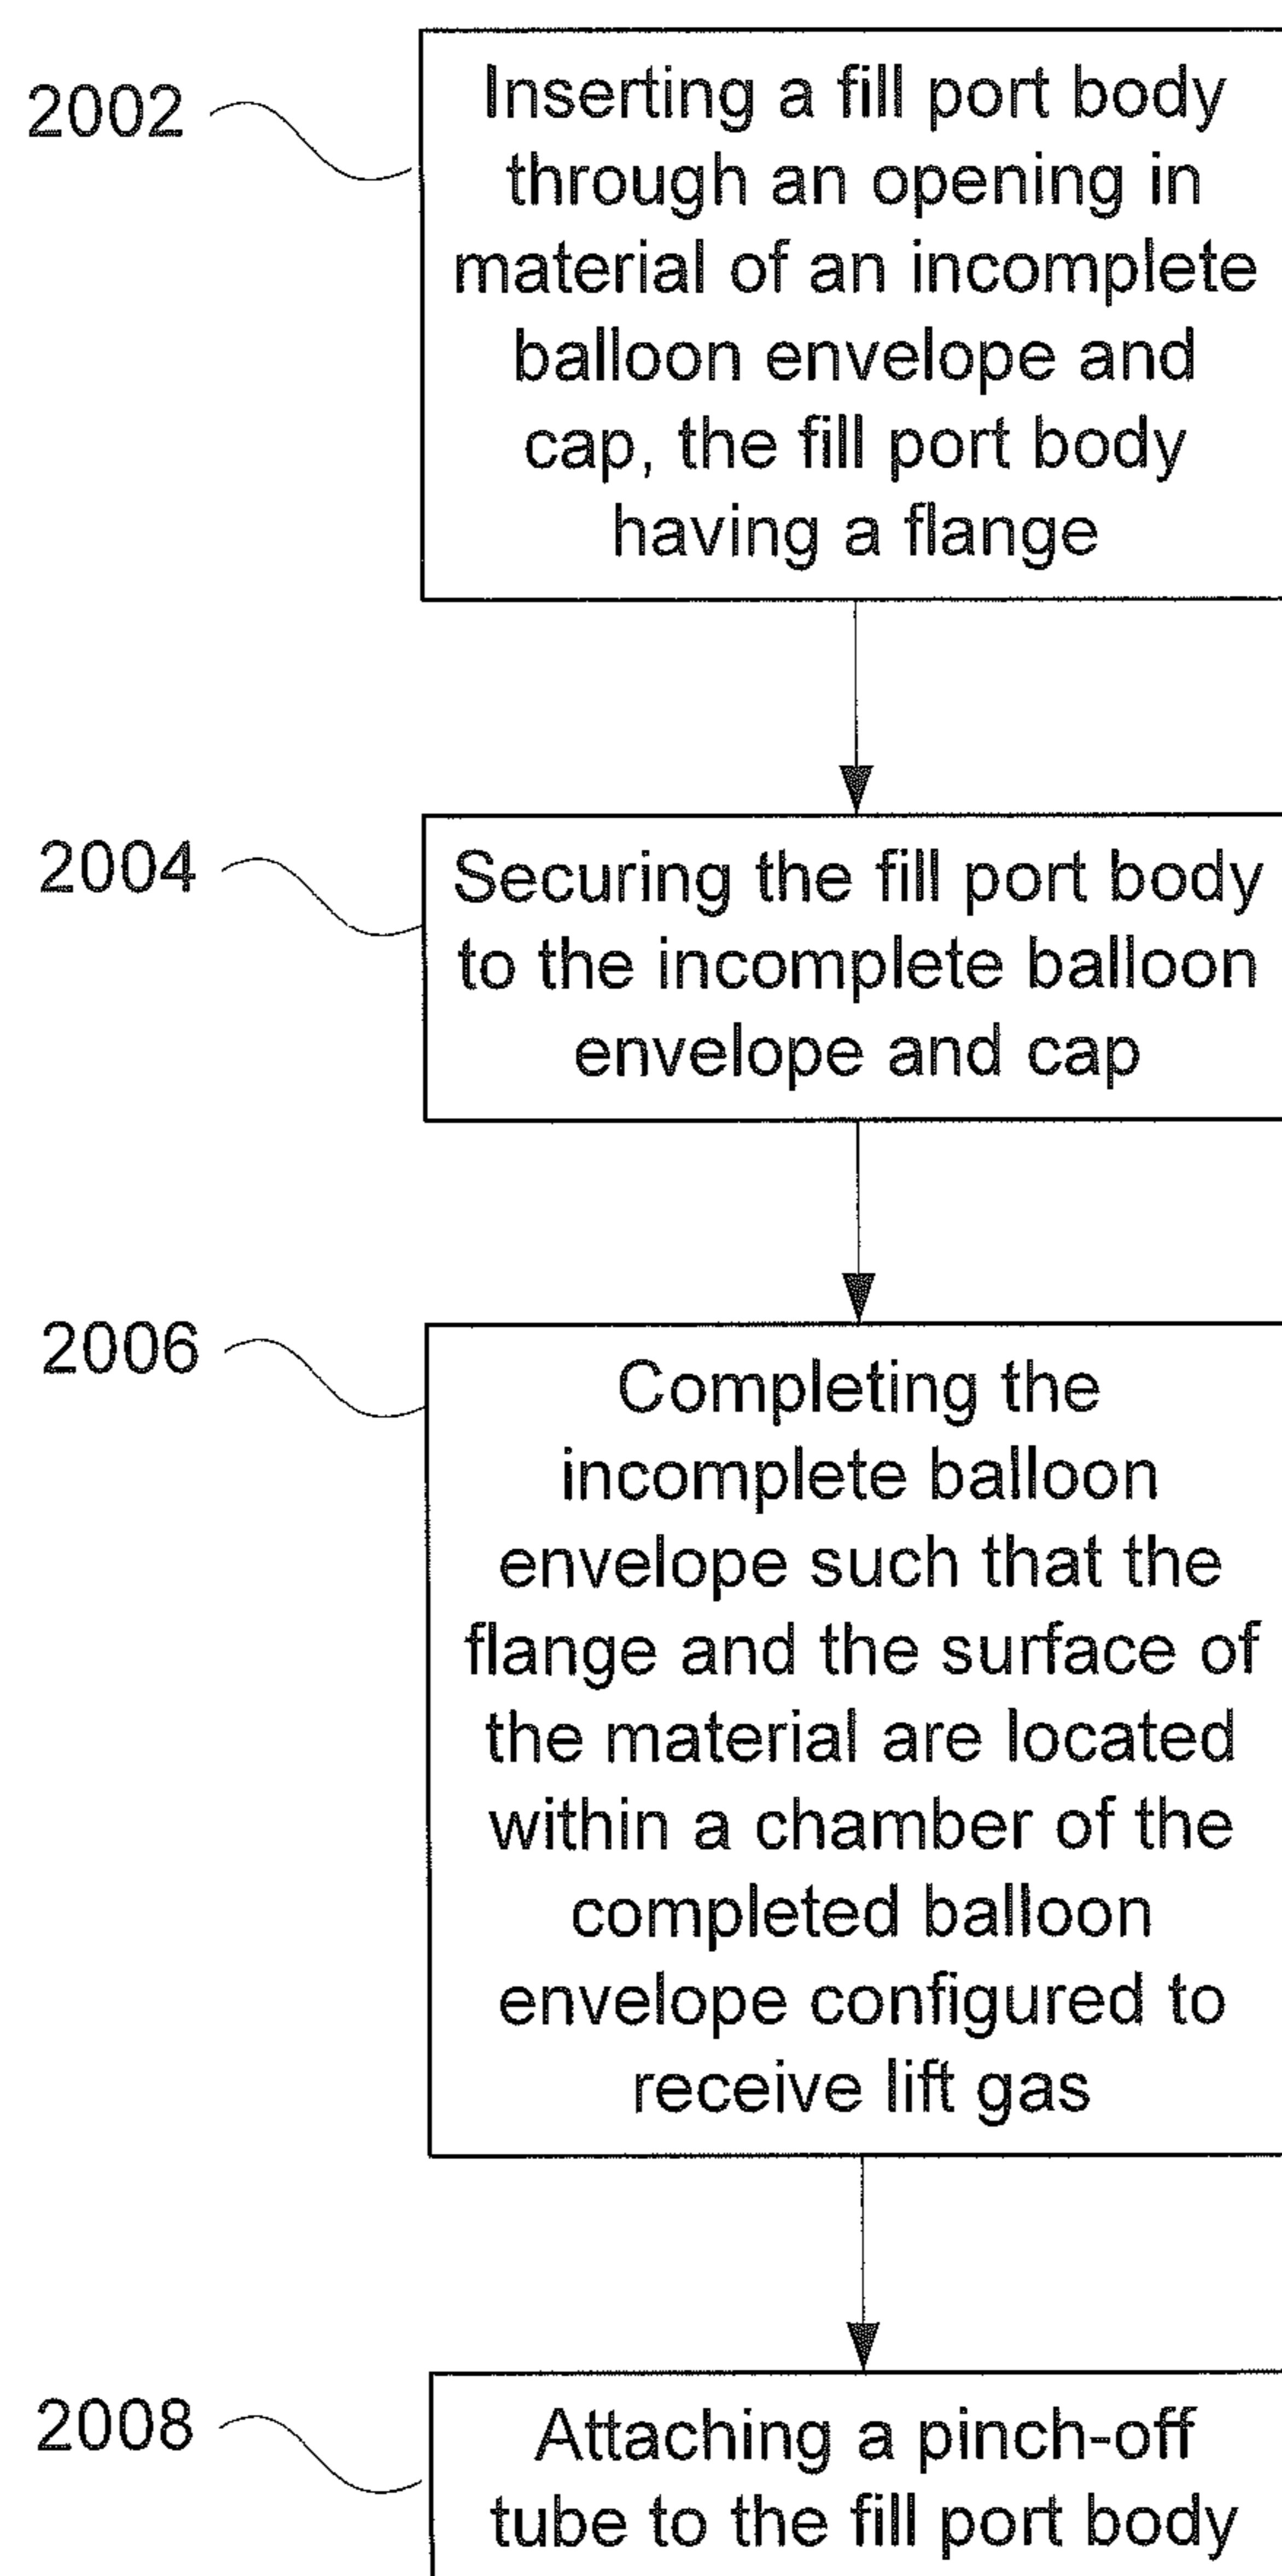 2002
Inserting a fill port body
through an opening in
material of an incomplete
balloon envelope and
cap, the fill port body
having a flange
2004
Securing the fill port body
to the incomplete balloon
envelope and cap
2006
Completing the
incomplete balloon
envelope such that the
flange and the surface of
the material are located
within a chamber of the
completed balloon
envelope configured to
receive lift gas
2008
Attaching a pinch-off
tube to the fill port body